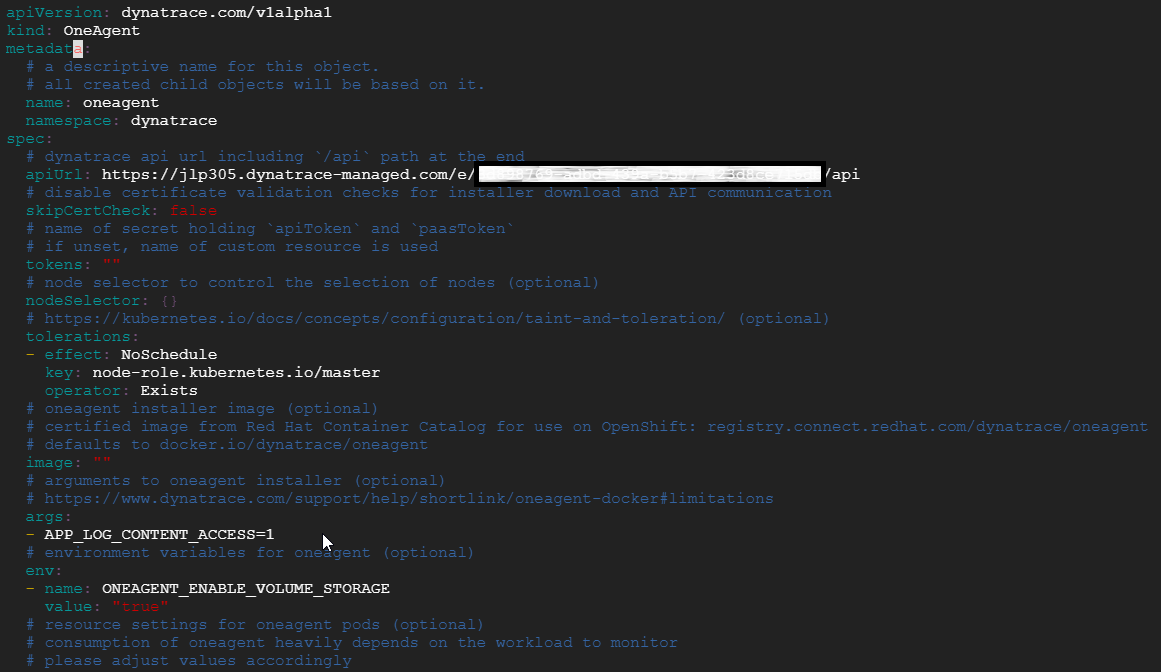 apiVersion: dynatrace.com/v1alpha1
kind: OneAgent
metadata:
  # a descriptive name for this object.
  # all created child objects will be based on it.
  name: oneagent
  namespace: dynatrace
spec:
  # dynatrace api url including `/api` path at the end
  apiUrl: https://jlp305.dynatrace-managed.com/e/ /api
  # disable certificate validation checks for installer download and API communication
  skipCertCheck: false
  # name of secret holding `apiToken` and `paasToken`
  # if unset, name of custom resource is used
  tokens: ""
  # node selector to control the selection of nodes (optional)
  nodeSelector: {}
  # https://kubernetes.io/docs/concepts/configuration/taint-and-toleration/ (optional)
  tolerations:
  - effect: NoSchedule
    key: node-role.kubernetes.io/master
    operator: Exists
  # oneagent installer image (optional)
  # certified image from Red Hat Container Catalog for use on OpenShift: registry.connect.redhat.com/dynatrace/oneagent
  # defaults to docker.io/dynatrace/oneagent
  image: ""
  # arguments to oneagent installer (optional)
  # https://www.dynatrace.com/support/help/shortlink/oneagent-docker#limitations
  args:
  - APP_LOG_CONTENT_ACCESS=1
  # environment variables for oneagent (optional)
  env:
  - name: ONEAGENT_ENABLE_VOLUME_STORAGE
    value: "true"
  # resource settings for oneagent pods (optional)
  # consumption of oneagent heavily depends on the workload to monitor
  # please adjust values accordingly